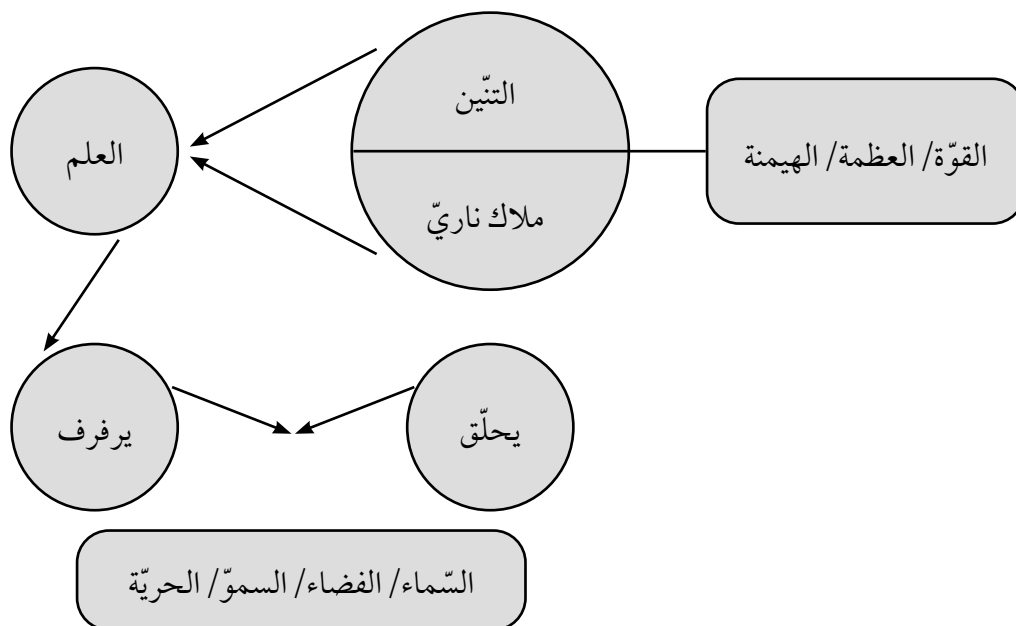 التنّين
القوّة/ العظمة/ الهيمنة
العلم
ملاك ناريّ
يحلّق
يرفرف
السّماء/ الفضاء/ السموّ/ الحريّة